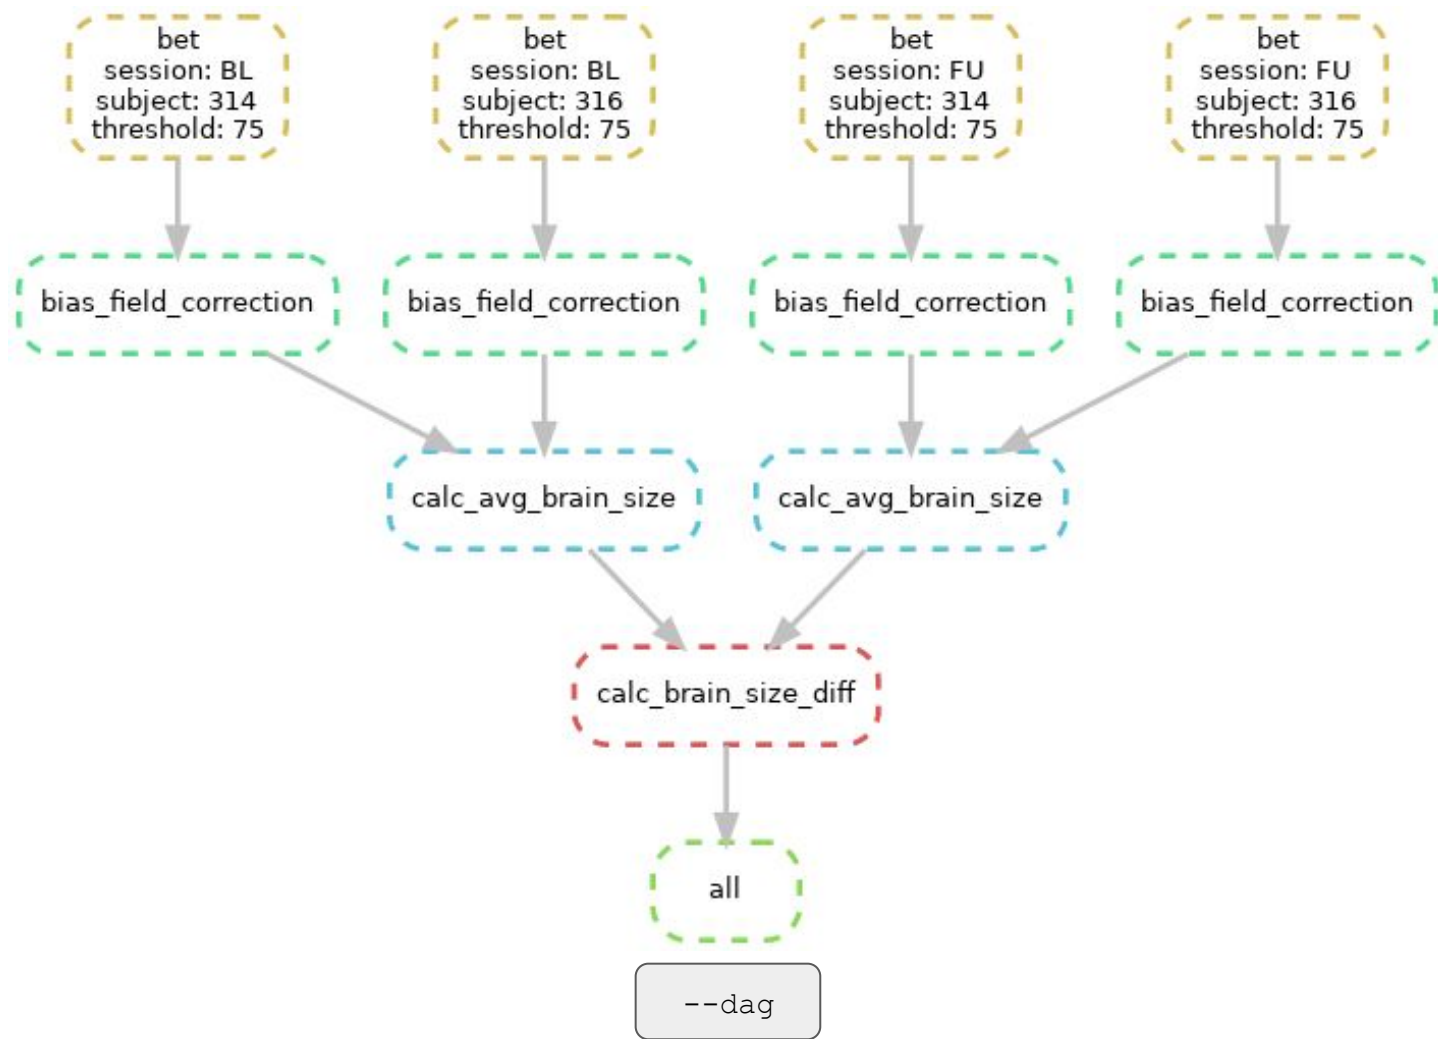 bet
session: BL
subject: 314
threshold: 75
bet
session: BL
subject: 316
threshold: 75
bet
session: FU
subject: 314
threshold: 75
bet
session: FU
subject: 316
threshold: 75
bias_field_correction
bias_field_correction
bias_field_correction
bias_field_correction
calc_avg_brain_size
calc_avg_brain_size
calc_brain_size_diff
all
--dag